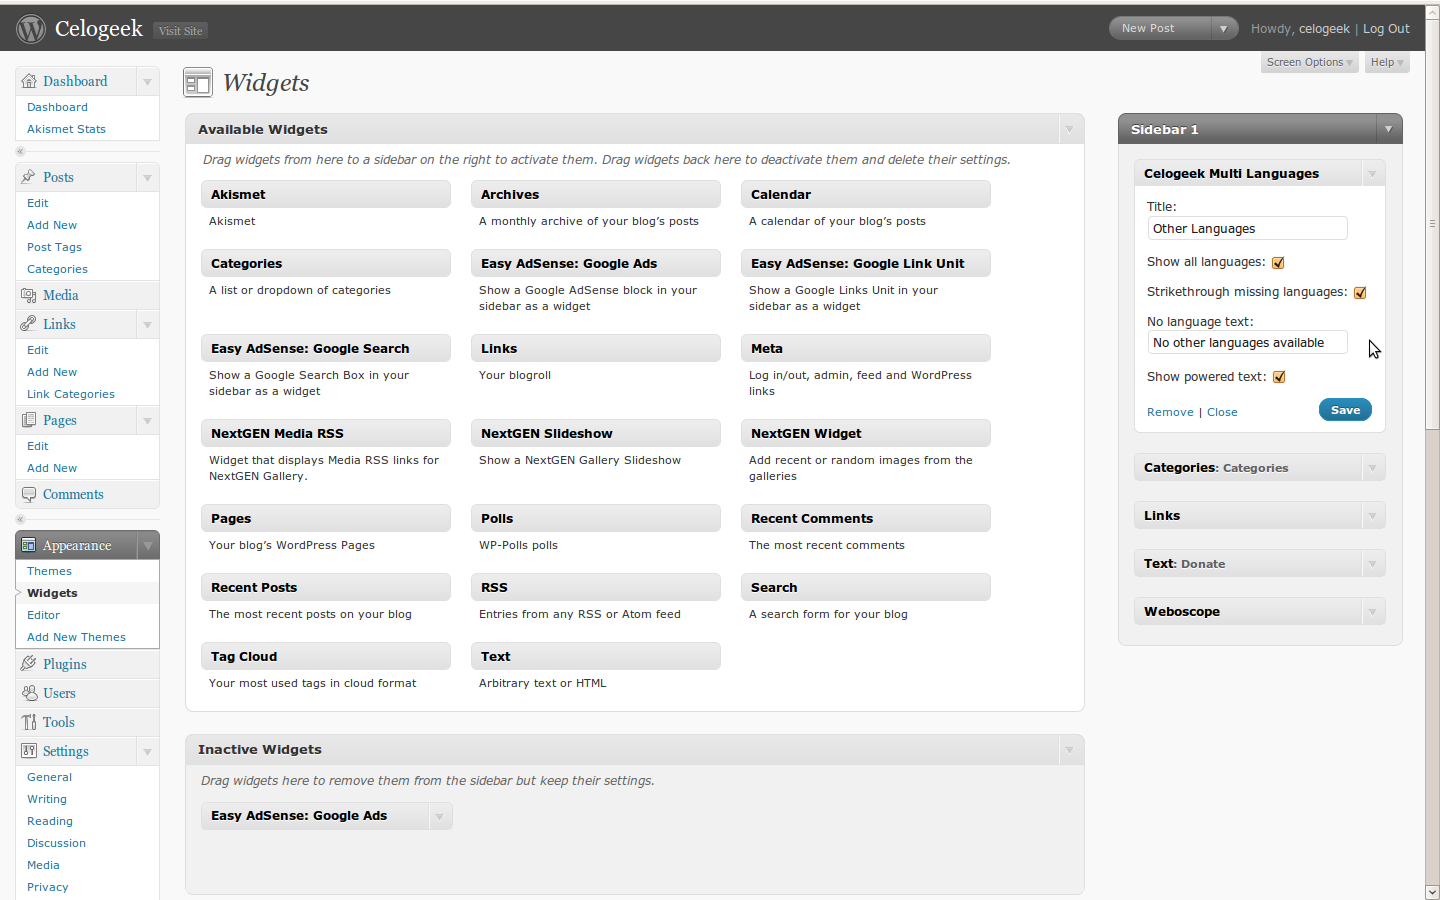 Celogeek
Visit Site
New Post
Howdy, celogeek | Log Out
Screen Options
Help
Dashboard
Dashboard
Akismet Stats
Posts
Edit
Add New
Post Tags
Categories
Media
Links
Edit
Add New
Link Categories
Pages
Edit
Add New
Comments
Appearance
Themes
Widgets
Editor
Add New Themes
Plugins
Users
Tools
Settings
General
Writing
Reading
Discussion
Media
Privacy
Widgets
Available Widgets
Drag widgets from here to a sidebar on the right to activate them. Drag widgets back here to deactivate them and delete their settings.
Akismet
Akismet
Archives
A monthly archive of your blog’s posts
Calendar
A calendar of your blog’s posts
Categories
A list or dropdown of categories
Easy AdSense: Google Ads
Show a Google AdSense block in your
sidebar as a widget
Easy AdSense: Google Link Unit
Show a Google Links Unit in your
sidebar as a widget
Easy AdSense: Google Search
Show a Google Search Box in your
sidebar as a widget
Links
Your blogroll
Meta
Log in/out, admin, feed and WordPress
links
NextGEN Media RSS
Widget that displays Media RSS links for
NextGEN Gallery.
NextGEN Slideshow
Show a NextGEN Gallery Slideshow
NextGEN Widget
Add recent or random images from the
galleries
Pages
Your blog’s WordPress Pages
Polls
WP-Polls polls
Recent Comments
The most recent comments
Recent Posts
The most recent posts on your blog
RSS
Entries from any RSS or Atom feed
Search
A search form for your blog
Tag Cloud
Your most used tags in cloud format
Text
Arbitrary text or HTML
Inactive Widgets
Drag widgets here to remove them from the sidebar but keep their settings.
Easy AdSense: Google Ads
Sidebar 1
Celogeek Multi Languages
Title:
Other Languages
Show all languages:
Strikethrough missing languages:
No language text:
No other languages available
Show powered text:
Remove | Close
Save
Categories: Categories
Links
Text: Donate
Weboscope